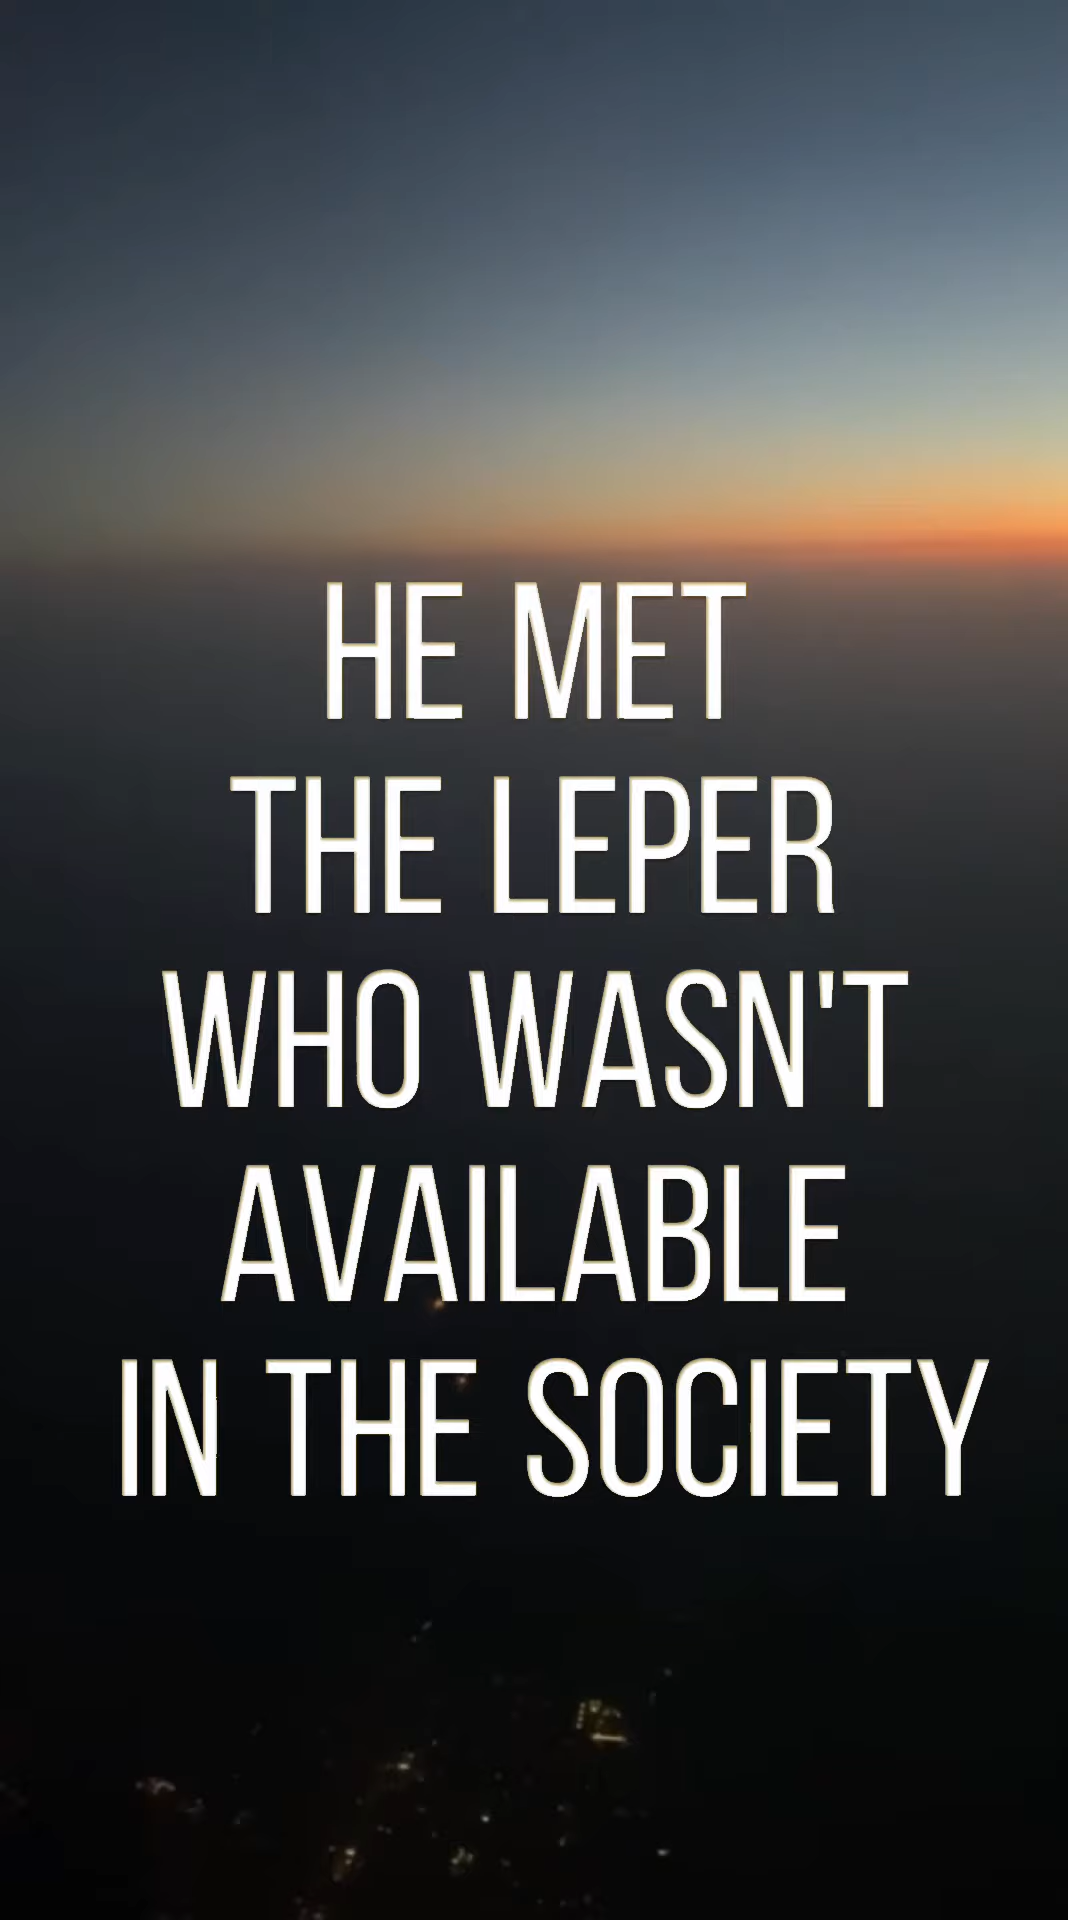 HE MET
THE LEPER
WHO WASN'T
AVAILABLE
IN THE SOCIETY